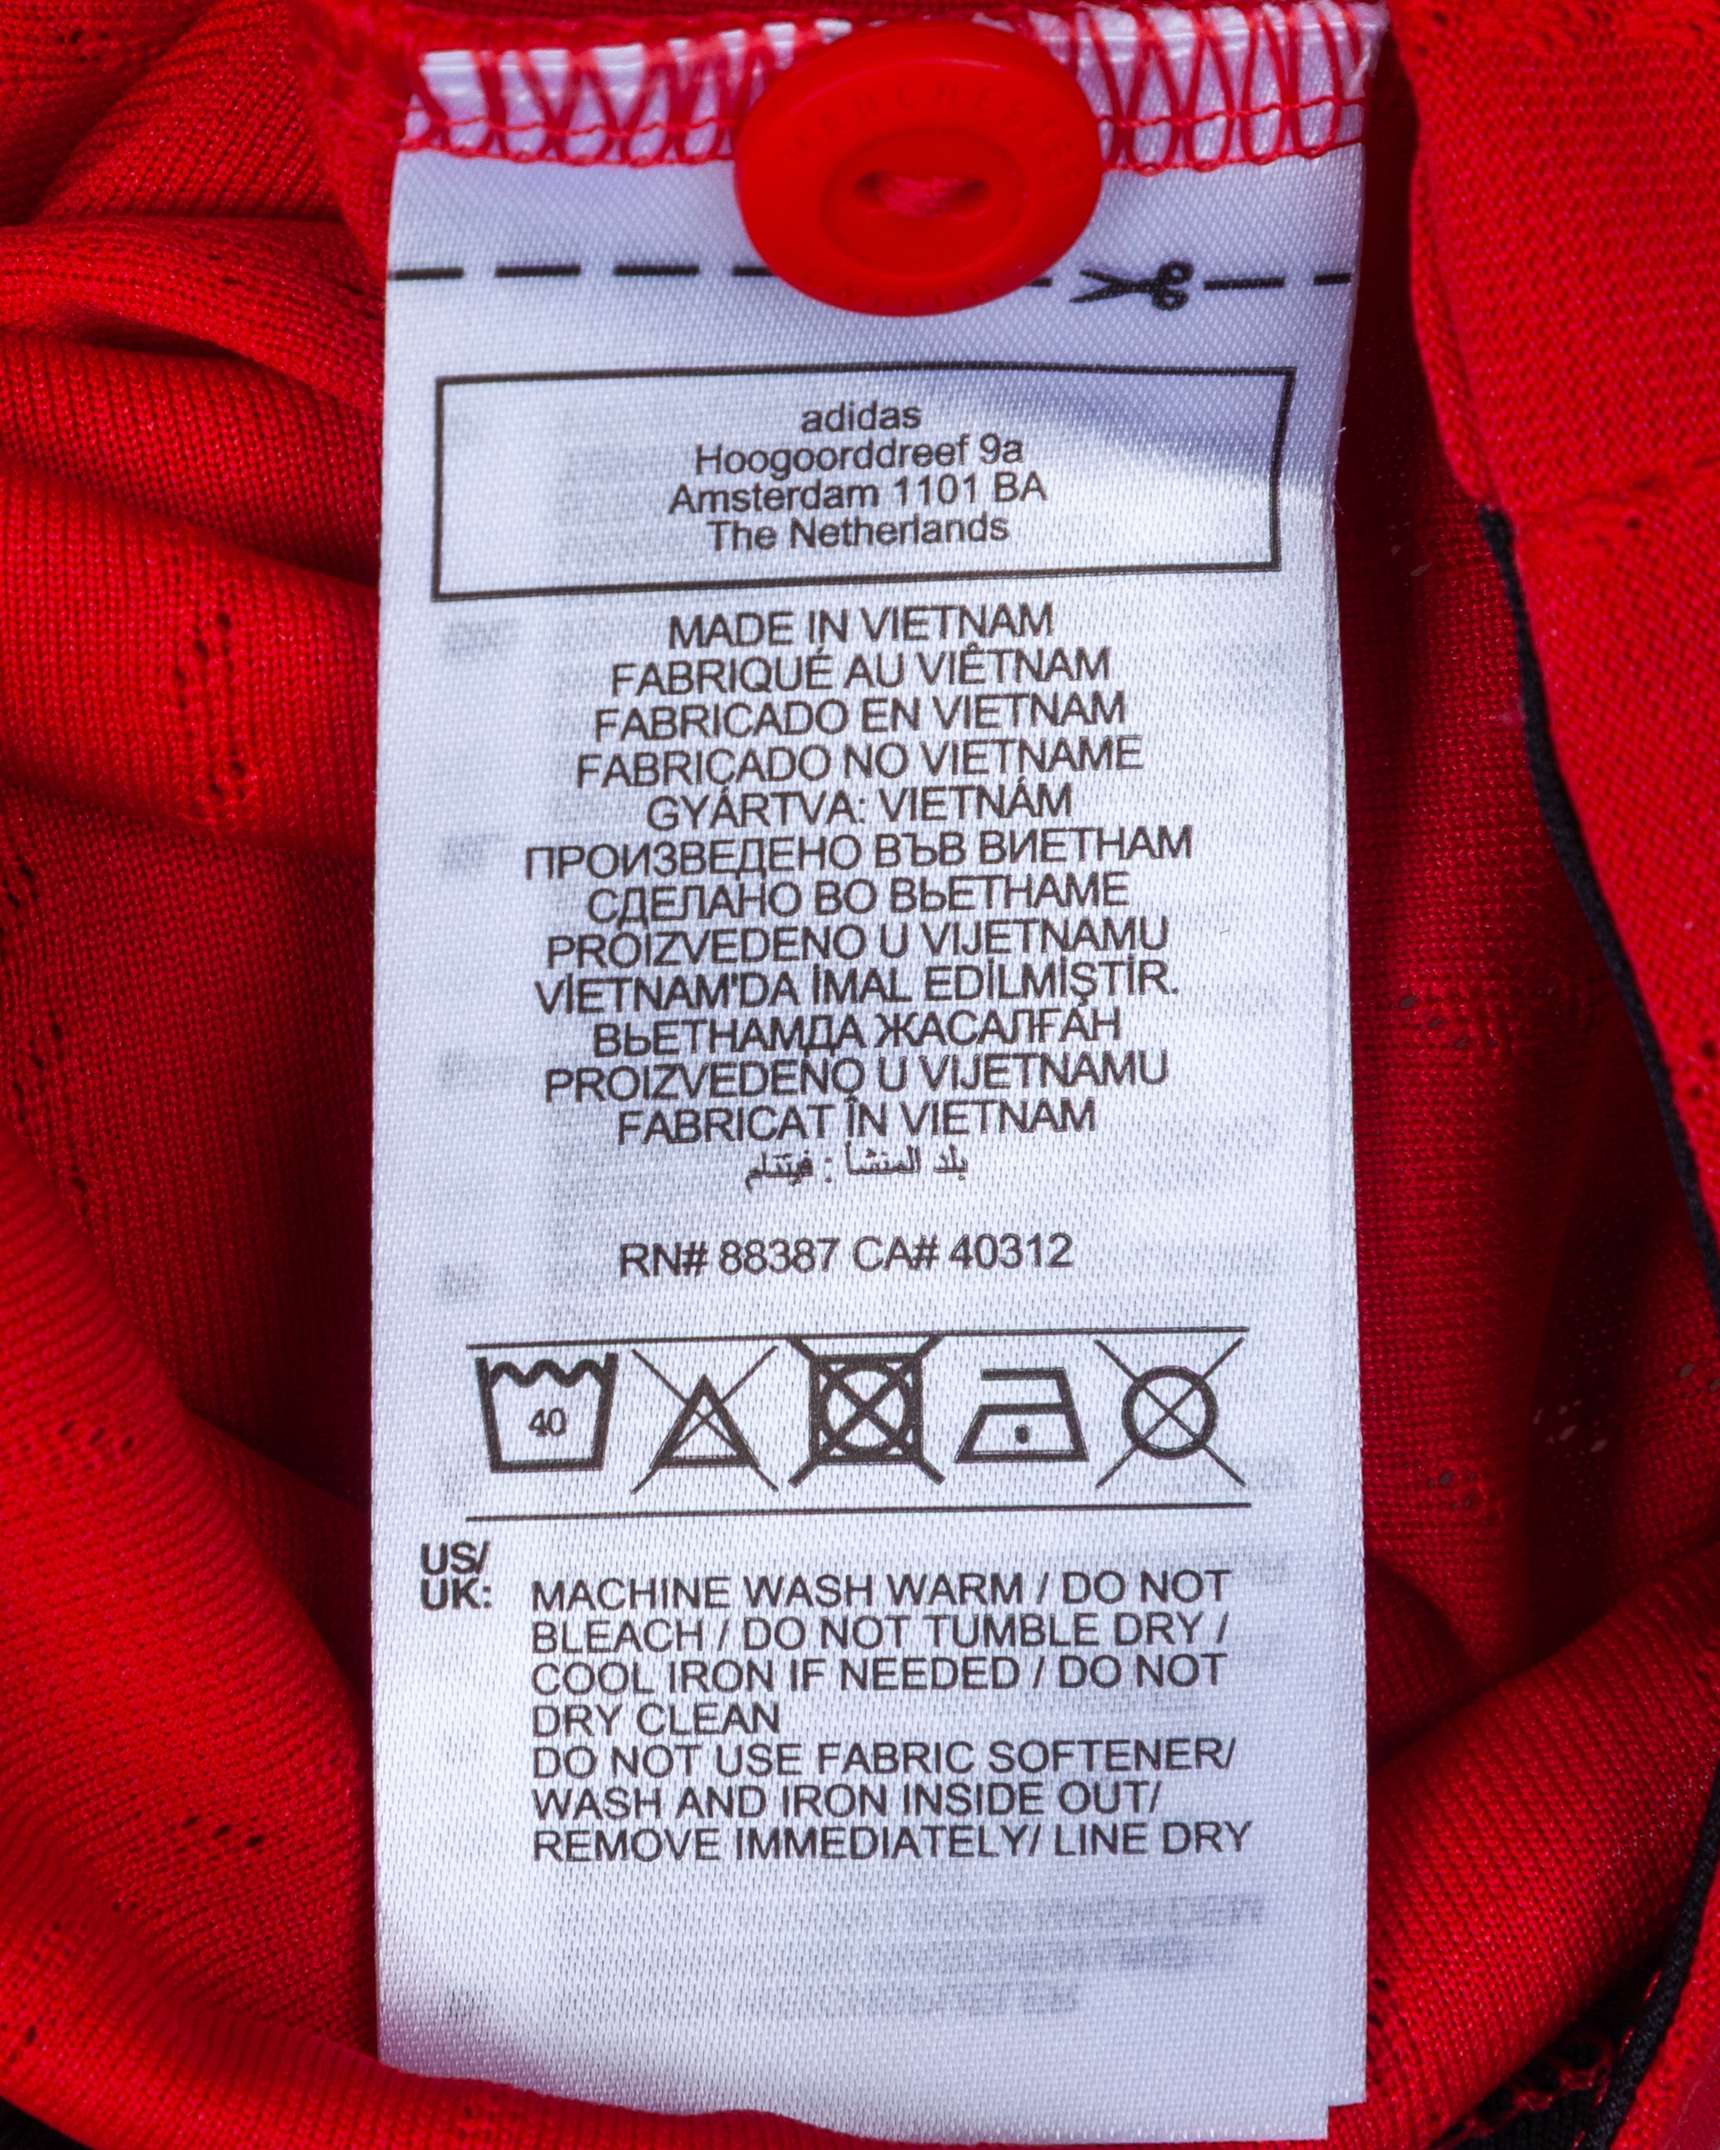 MANCHESTER
UNITED
adidas
Hoogoorddreef 9a
Amsterdam 1101 BA
The Netherlands
MADE IN VIETNAM
FABRIQUÉ AU VIÊTNAM
FABRICADO EN VIETNAM
FABRICADO NO VIETNAME
GYÁRTVA: VIETNÁM
ПРОИЗВЕДЕНО ВЪВ ВИЕТНАМ
СДЕЛАНО ВО ВЬЕТНАМЕ
PROIZVEDENO U VIJETNAMU
VİETNAM'DA İMAL EDİLMİŞTİR.
ВЬЕТНАМДА ЖАСАЛҒАН
PROIZVEDENO U VIJETNAMU
FABRICAT ÎN VIETNAM
بلد المنشأ : فيتنام
RN# 88387 CA# 40312
40
US/
UK:
MACHINE WASH WARM / DO NOT
BLEACH / DO NOT TUMBLE DRY /
COOL IRON IF NEEDED / DO NOT
DRY CLEAN
DO NOT USE FABRIC SOFTENER/
WASH AND IRON INSIDE OUT/
REMOVE IMMEDIATELY/ LINE DRY